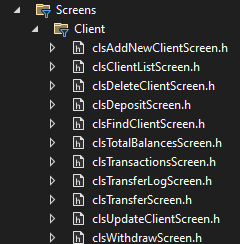 Screens
Client
clsAddNewClientScreen.h
clsClientListScreen.h
clsDeleteClientScreen.h
clsDepositScreen.h
clsFindClientScreen.h
clsTotalBalancesScreen.h
clsTransactionsScreen.h
clsTransferLogScreen.h
clsTransferScreen.h
clsUpdateClientScreen.h
clsWithdrawScreen.h